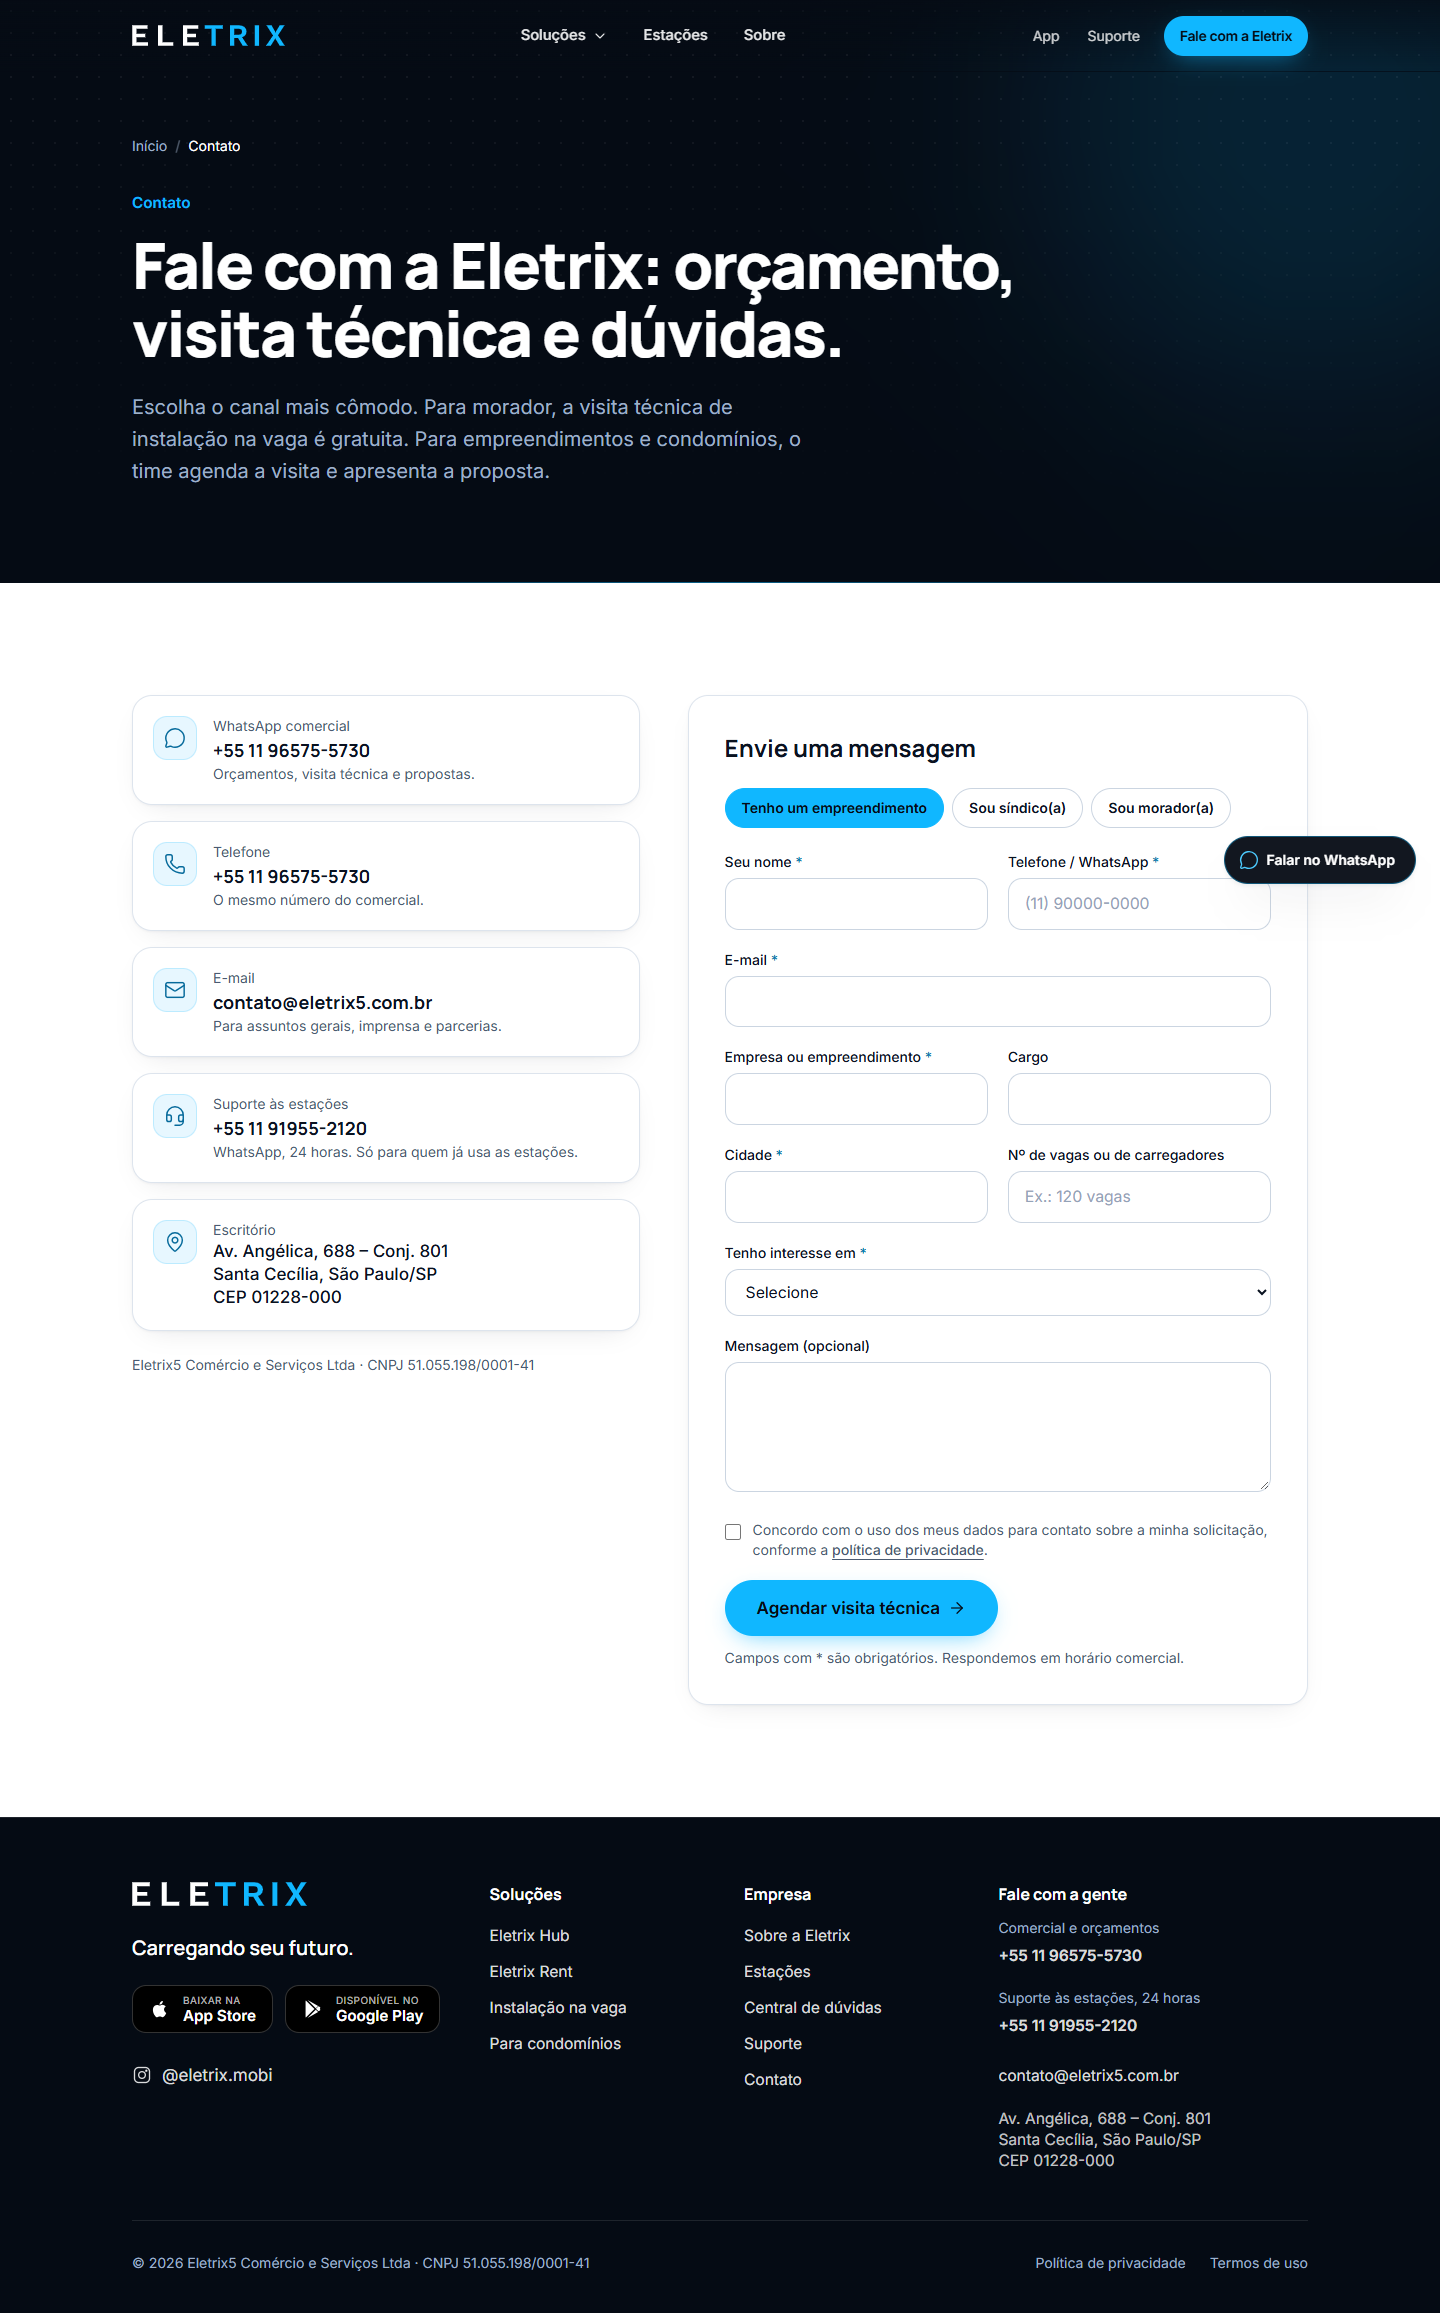 ELETRIX
Soluções
Estações
Sobre
App
Suporte
Fale com a Eletrix
Início / Contato
Contato
Fale com a Eletrix: orçamento,
visita técnica e dúvidas.
Escolha o canal mais cômodo. Para morador, a visita técnica de
instalação na vaga é gratuita. Para empreendimentos e condomínios, o
time agenda a visita e apresenta a proposta.
WhatsApp comercial
+55 11 96575-5730
Orçamentos, visita técnica e propostas.
Telefone
+55 11 96575-5730
O mesmo número do comercial.
E-mail
contato@eletrix5.com.br
Para assuntos gerais, imprensa e parcerias.
Suporte às estações
+55 11 91955-2120
WhatsApp, 24 horas. Só para quem já usa as estações.
Escritório
Av. Angélica, 688 – Conj. 801
Santa Cecília, São Paulo/SP
CEP 01228-000
Eletrix5 Comércio e Serviços Ltda · CNPJ 51.055.198/0001-41
Envie uma mensagem
Tenho um empreendimento
Sou síndico(a)
Sou morador(a)
Seu nome *
Telefone / WhatsApp *
(11) 90000-0000
Falar no WhatsApp
E-mail *
Empresa ou empreendimento *
Cargo
Cidade *
Nº de vagas ou de carregadores
Ex.: 120 vagas
Tenho interesse em *
Selecione
Mensagem (opcional)
Concordo com o uso dos meus dados para contato sobre a minha solicitação,
conforme a política de privacidade.
Agendar visita técnica
Campos com * são obrigatórios. Respondemos em horário comercial.
ELETRIX
Carregando seu futuro.
BAIXAR NA
App Store
DISPONÍVEL NO
Google Play
@eletrix.mobi
Soluções
Eletrix Hub
Eletrix Rent
Instalação na vaga
Para condomínios
Empresa
Sobre a Eletrix
Estações
Central de dúvidas
Suporte
Contato
Fale com a gente
Comercial e orçamentos
+55 11 96575-5730
Suporte às estações, 24 horas
+55 11 91955-2120
contato@eletrix5.com.br
Av. Angélica, 688 – Conj. 801
Santa Cecília, São Paulo/SP
CEP 01228-000
© 2026 Eletrix5 Comércio e Serviços Ltda · CNPJ 51.055.198/0001-41
Política de privacidade
Termos de uso